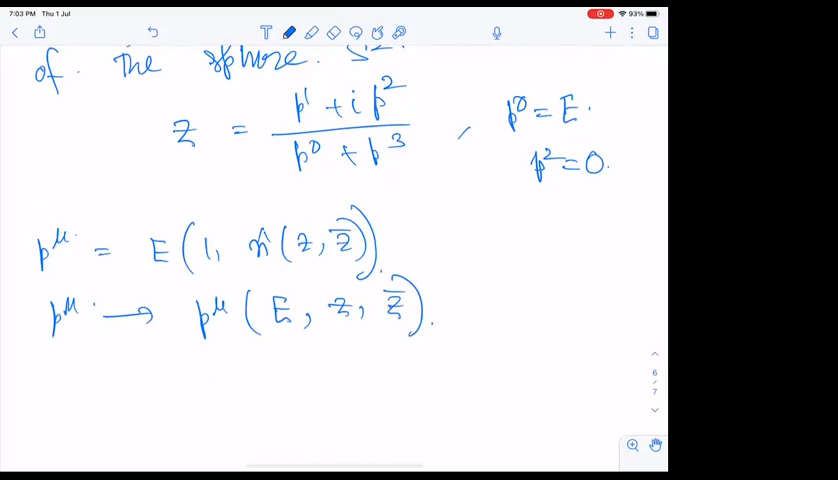 7:03 PM Thu 1 Jul
93%
of the sphere. S².
z = (p¹ + i p²) / (p⁰ + p³) , p⁰ = E.
p² = 0.
p^μ = E(1, n̂(z, z̄)).
p^μ → p^μ(E, z, z̄).
6
/
7